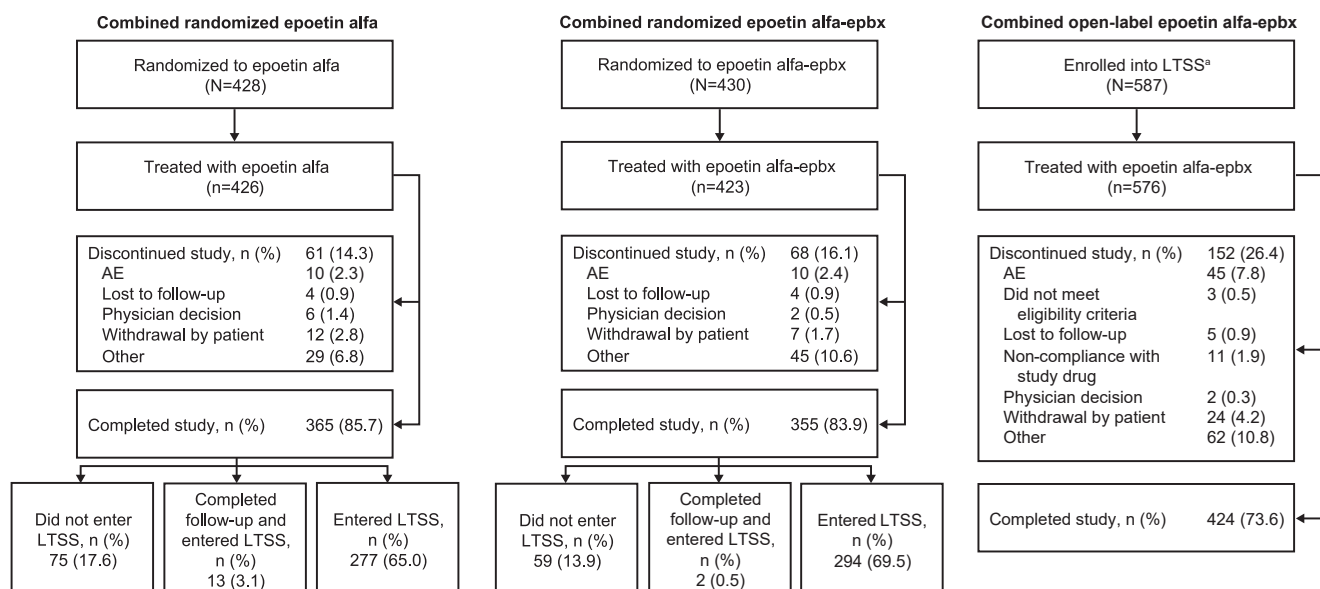 Combined randomized epoetin alfa
Randomized to epoetin alfa
(N=428)
Treated with epoetin alfa
(n=426)
Discontinued study, n (%) 61 (14.3)
AE 10 (2.3)
Lost to follow-up 4 (0.9)
Physician decision 6 (1.4)
Withdrawal by patient 12 (2.8)
Other 29 (6.8)
Completed study, n (%) 365 (85.7)
Did not enter
LTSS, n (%)
75 (17.6)
Completed
follow-up and
entered LTSS,
n (%)
13 (3.1)
Entered LTSS,
n (%)
277 (65.0)
Combined randomized epoetin alfa-epbx
Randomized to epoetin alfa-epbx
(N=430)
Treated with epoetin alfa-epbx
(n=423)
Discontinued study, n (%) 68 (16.1)
AE 10 (2.4)
Lost to follow-up 4 (0.9)
Physician decision 2 (0.5)
Withdrawal by patient 7 (1.7)
Other 45 (10.6)
Completed study, n (%) 355 (83.9)
Did not enter
LTSS, n (%)
59 (13.9)
Completed
follow-up and
entered LTSS,
n (%)
2 (0.5)
Entered LTSS,
n (%)
294 (69.5)
Combined open-label epoetin alfa-epbx
Enrolled into LTSSᵃ
(N=587)
Treated with epoetin alfa-epbx
(n=576)
Discontinued study, n (%) 152 (26.4)
AE 45 (7.8)
Did not meet 3 (0.5)
eligibility criteria
Lost to follow-up 5 (0.9)
Non-compliance with 11 (1.9)
study drug
Physician decision 2 (0.3)
Withdrawal by patient 24 (4.2)
Other 62 (10.8)
Completed study, n (%) 424 (73.6)